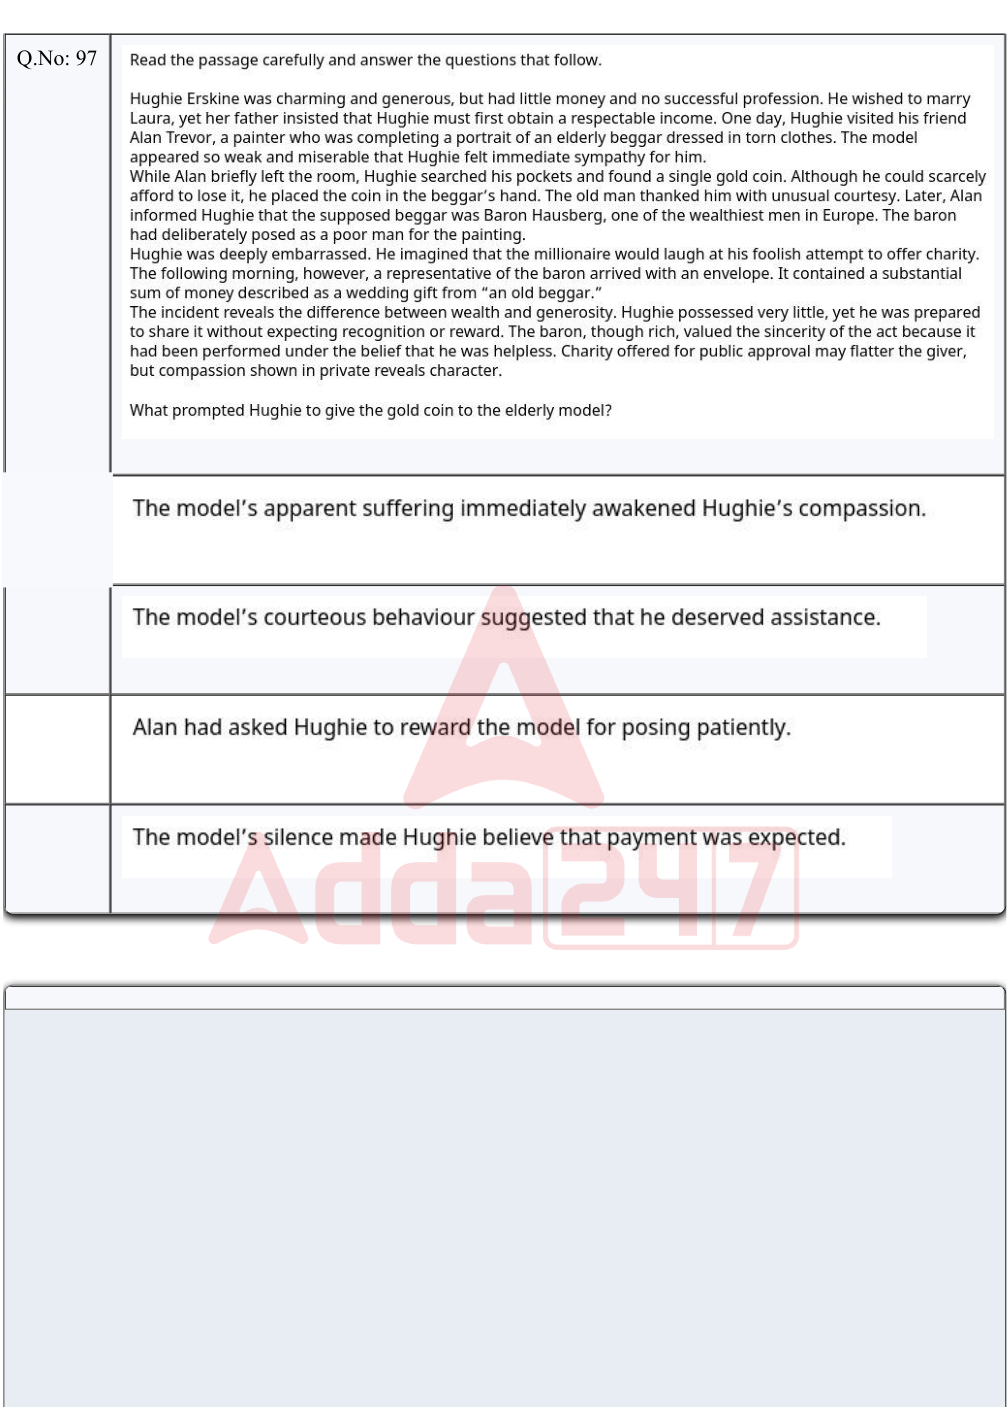 Q.No: 97
Read the passage carefully and answer the questions that follow.
Hughie Erskine was charming and generous, but had little money and no successful profession. He wished to marry
Laura, yet her father insisted that Hughie must first obtain a respectable income. One day, Hughie visited his friend
Alan Trevor, a painter who was completing a portrait of an elderly beggar dressed in torn clothes. The model
appeared so weak and miserable that Hughie felt immediate sympathy for him.
While Alan briefly left the room, Hughie searched his pockets and found a single gold coin. Although he could scarcely
afford to lose it, he placed the coin in the beggar’s hand. The old man thanked him with unusual courtesy. Later, Alan
informed Hughie that the supposed beggar was Baron Hausberg, one of the wealthiest men in Europe. The baron
had deliberately posed as a poor man for the painting.
Hughie was deeply embarrassed. He imagined that the millionaire would laugh at his foolish attempt to offer charity.
The following morning, however, a representative of the baron arrived with an envelope. It contained a substantial
sum of money described as a wedding gift from “an old beggar.”
The incident reveals the difference between wealth and generosity. Hughie possessed very little, yet he was prepared
to share it without expecting recognition or reward. The baron, though rich, valued the sincerity of the act because it
had been performed under the belief that he was helpless. Charity offered for public approval may flatter the giver,
but compassion shown in private reveals character.
What prompted Hughie to give the gold coin to the elderly model?
The model’s apparent suffering immediately awakened Hughie’s compassion.
The model’s courteous behaviour suggested that he deserved assistance.
Alan had asked Hughie to reward the model for posing patiently.
The model’s silence made Hughie believe that payment was expected.
Adda247